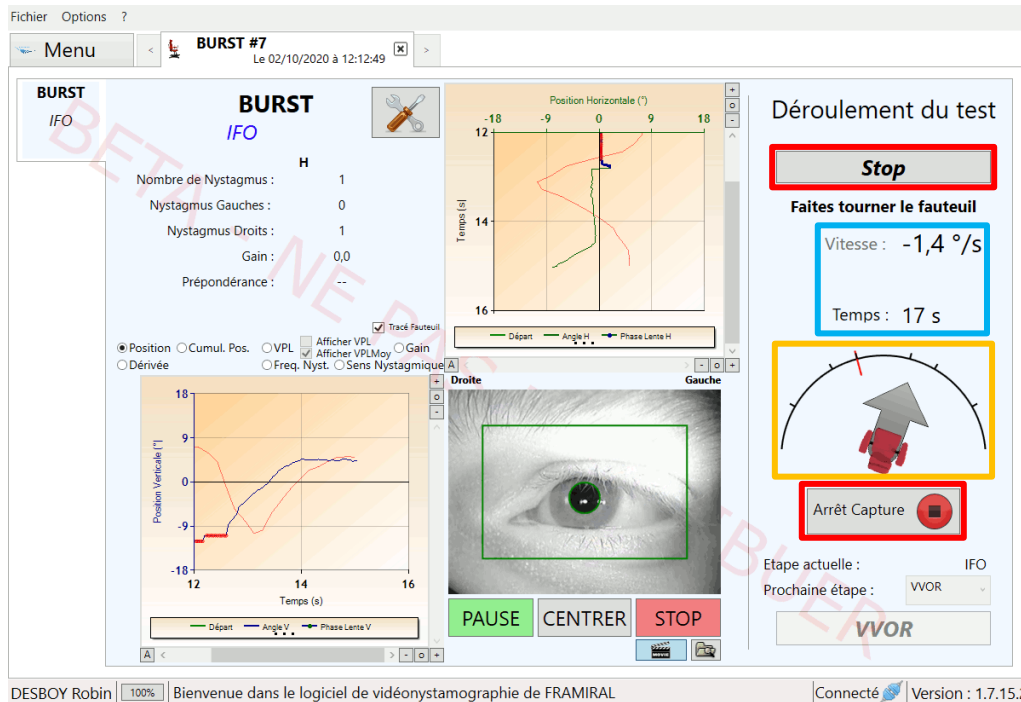 Fichier Options ?
Menu
<
BURST #7
Le 02/10/2020 à 12:12:49
>
BURST
IFO
BURST
IFO
H
Nombre de Nystagmus : 1
Nystagmus Gauches : 0
Nystagmus Droits : 1
Gain : 0,0
Prépondérance : --
Tracé Fauteuil
Position Cumul. Pos. VPL Afficher VPL Afficher VPLMoy Gain
Dérivée Freq. Nyst. Sens Nystagmique
Position Horizontale (°)
-18 -9 0 9 18
12
14
16
Temps [s]
Départ Angle H Phase Lente H
A - o +
+
o
-
18
9
0
-9
-18
Position Verticale [°]
12 14 16
Temps (s)
Départ Angle V Phase Lente V
A < > - o +
+
o
-
Droite Gauche
PAUSE CENTRER STOP
Déroulement du test
Stop
Faites tourner le fauteuil
Vitesse : -1,4 °/s
Temps : 17 s
Arrêt Capture
Etape actuelle : IFO
Prochaine étape : VVOR
VVOR
BETA - NE PAS
BUER
DESBOY Robin 100% Bienvenue dans le logiciel de vidéonystamographie de FRAMIRAL Connecté Version : 1.7.15.2